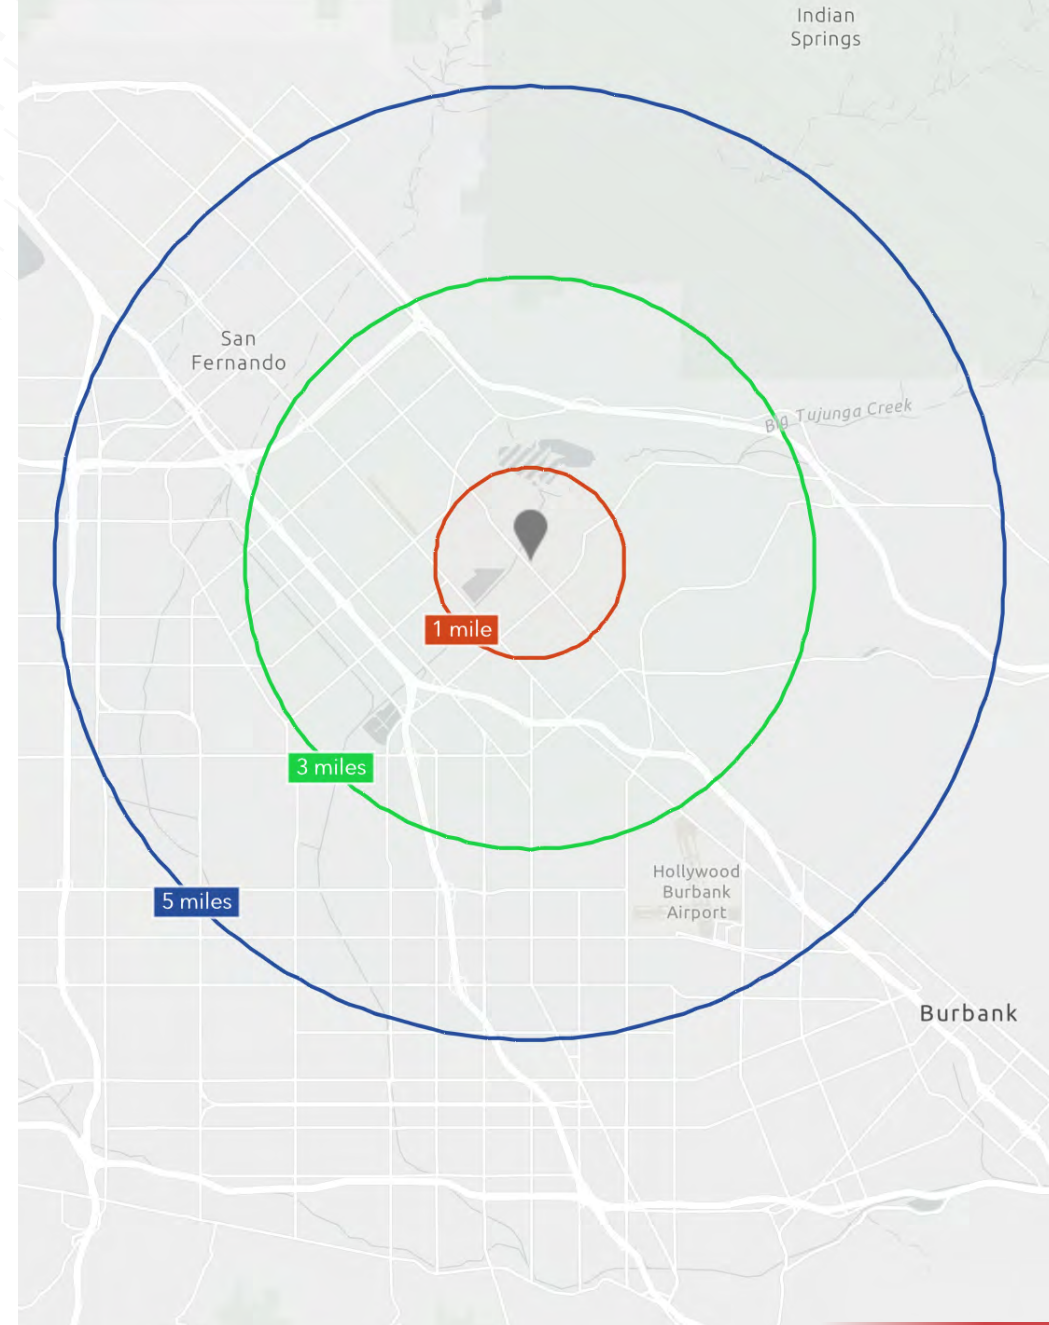 Indian
Springs
San
Fernando
Big Tujunga Creek
1 mile
3 miles
Hollywood
Burbank
Airport
5 miles
Burbank